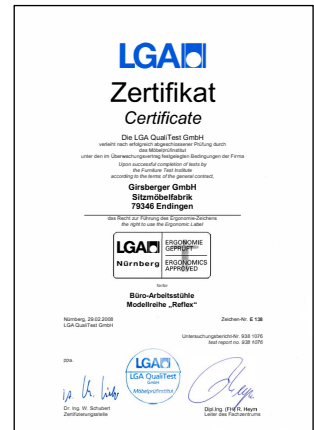 LGA
Zertifikat
Certificate
Die LGA QualiTest GmbH
verleiht nach erfolgreich abgeschlossener Prüfung durch
das Möbelprüfinstitut
unter den im Überwachungsvertrag festgelegten Bedingungen der Firma
Upon successful completion of tests by
the Furniture Test Institute
according to the terms of the general contract,
Girsberger GmbH
Sitzmöbelfabrik
79346 Endingen
das Recht zur Führung des Ergonomie-Zeichens
the right to use the Ergonomic Label
LGA
Nürnberg
ERGONOMIE
GEPRÜFT
ERGONOMICS
APPROVED
für/for
Büro-Arbeitsstühle
Modellreihe „Reflex“
Nürnberg, 29.02.2008
LGA QualiTest GmbH
Zeichen-Nr. E 138
Untersuchungsbericht-Nr. 938 1076
test report no. 938 1076
ppa.
LGA
LGA QualiTest
GmbH
Möbelprüfinstitut
Dr. Ing. W. Schubert
Zertifizierungsstelle
Dipl.Ing. (FH) R. Heym
Leiter des Fachzentrums